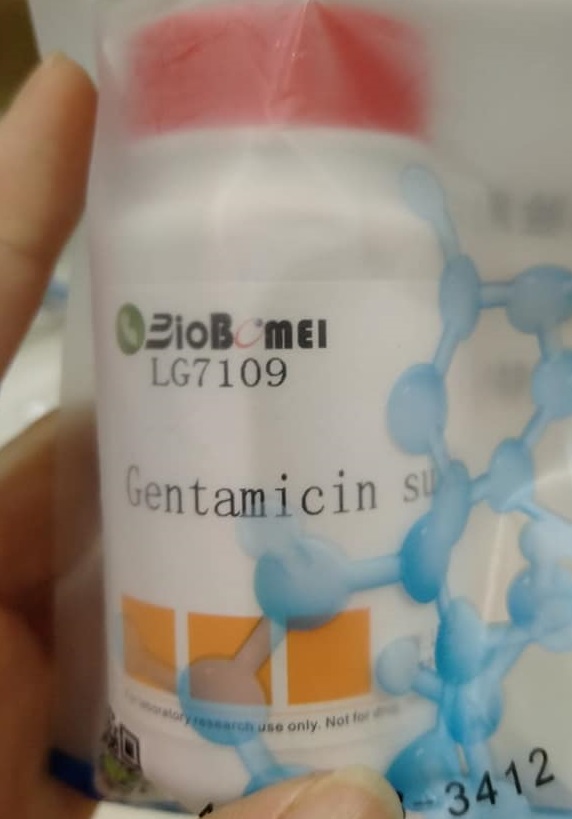 BioBomei
LG7109
Gentamicin su
For laboratory research use only. Not for
-3412